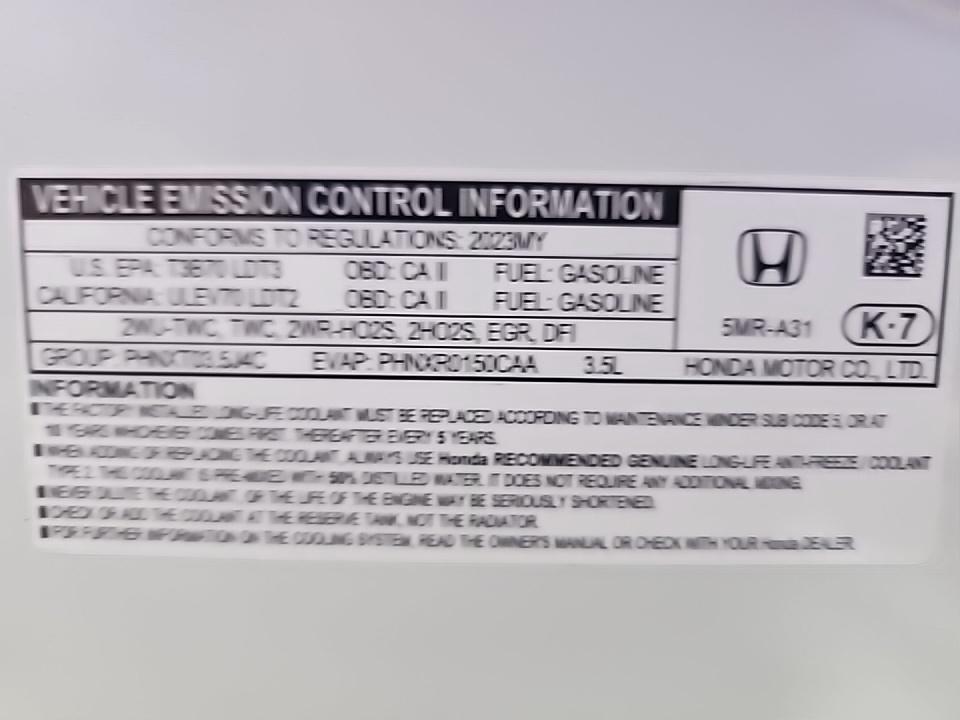 VEHICLE EMISSION CONTROL INFORMATION
CONFORMS TO REGULATIONS: 2023MY
U.S. EPA: T3B70 LDT3 OBD: CA II FUEL: GASOLINE
CALIFORNIA: ULEV70 LDT2 OBD: CA II FUEL: GASOLINE
2WU-TWC, TWC, 2WR-HO2S, 2HO2S, EGR, DFI
5MR-A31 K-7
GROUP: PHNXT03.5J4C EVAP: PHNXR0150CAA 3.5L HONDA MOTOR CO., LTD.
INFORMATION
THE FACTORY INSTALLED LONG-LIFE COOLANT MUST BE REPLACED ACCORDING TO MAINTENANCE MINDER SUB CODE 5, OR AT
10 YEARS WHICHEVER COMES FIRST. THEREAFTER EVERY 5 YEARS.
WHEN ADDING OR REPLACING THE COOLANT, ALWAYS USE Honda RECOMMENDED GENUINE LONG-LIFE ANTI-FREEZE / COOLANT
TYPE 2. THIS COOLANT IS PRE-MIXED WITH 50% DISTILLED WATER. IT DOES NOT REQUIRE ANY ADDITIONAL MIXING.
NEVER DILUTE THE COOLANT, OR THE LIFE OF THE ENGINE MAY BE SERIOUSLY SHORTENED.
CHECK OR ADD THE COOLANT AT THE RESERVE TANK, NOT THE RADIATOR.
FOR FURTHER INFORMATION ON THE COOLING SYSTEM, READ THE OWNER'S MANUAL OR CHECK WITH YOUR Honda DEALER.